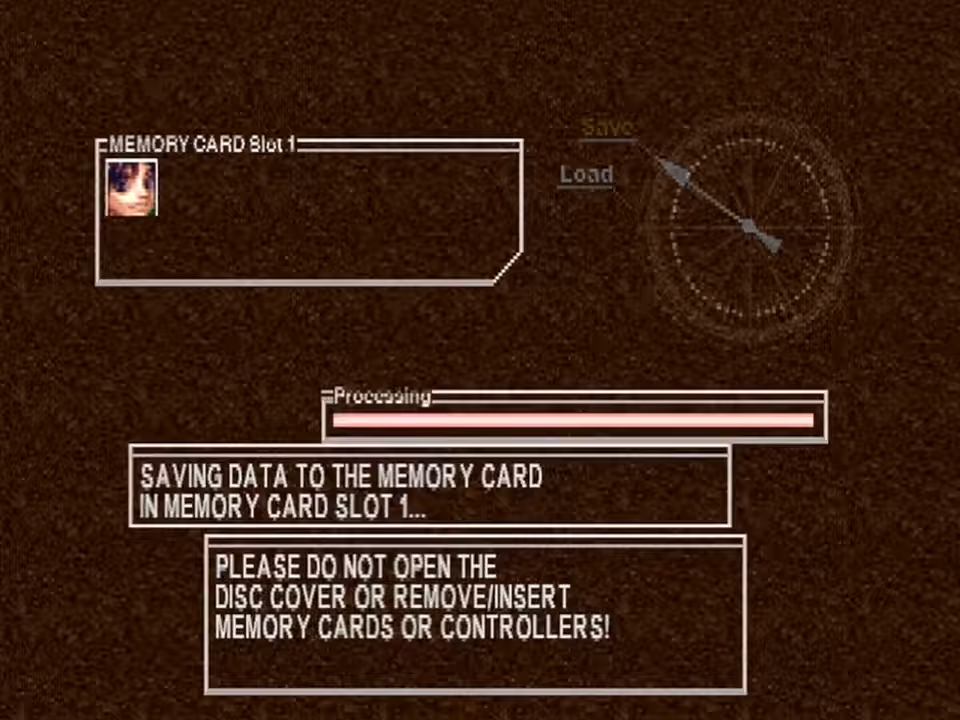 MEMORY CARD Slot 1
Save
Load
Processing
SAVING DATA TO THE MEMORY CARD
IN MEMORY CARD SLOT 1...
PLEASE DO NOT OPEN THE
DISC COVER OR REMOVE/INSERT
MEMORY CARDS OR CONTROLLERS!